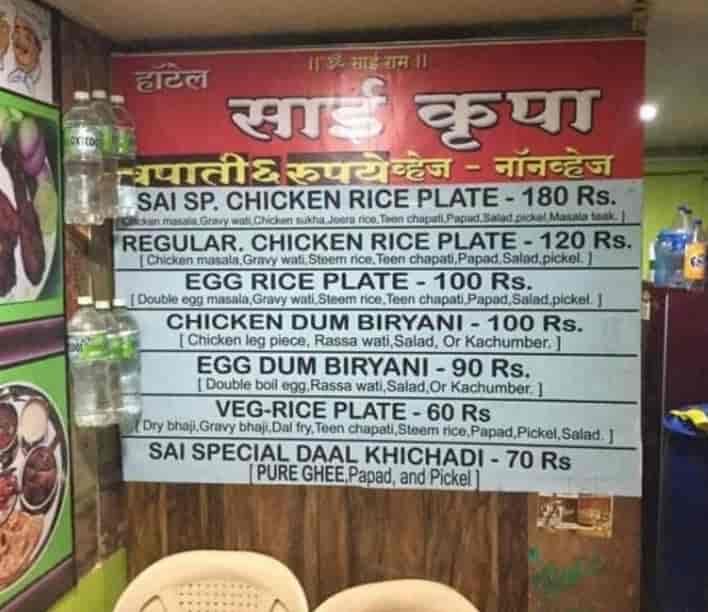 ॥ ॐ साई राम ॥
हॉटेल
साई कृपा
चपाती ६ रुपये व्हेज - नॉनव्हेज
SAI SP. CHICKEN RICE PLATE - 180 Rs.
Chicken masala,Gravy wati,Chicken sukha,Jeera rice,Teen chapati,Papad,Salad,pickel,Masala taak. ]
REGULAR. CHICKEN RICE PLATE - 120 Rs.
[ Chicken masala,Gravy wati,Steem rice,Teen chapati,Papad,Salad,pickel. ]
EGG RICE PLATE - 100 Rs.
[ Double egg masala,Gravy wati,Steem rice,Teen chapati,Papad,Salad,pickel. ]
CHICKEN DUM BIRYANI - 100 Rs.
[ Chicken leg piece, Rassa wati,Salad, Or Kachumber. ]
EGG DUM BIRYANI - 90 Rs.
[ Double boil egg,Rassa wati,Salad,Or Kachumber. ]
VEG-RICE PLATE - 60 Rs
[ Dry bhaji,Gravy bhaji,Dal fry,Teen chapati,Steem rice,Papad,Pickel,Salad. ]
SAI SPECIAL DAAL KHICHADI - 70 Rs
[ PURE GHEE,Papad, and Pickel ]